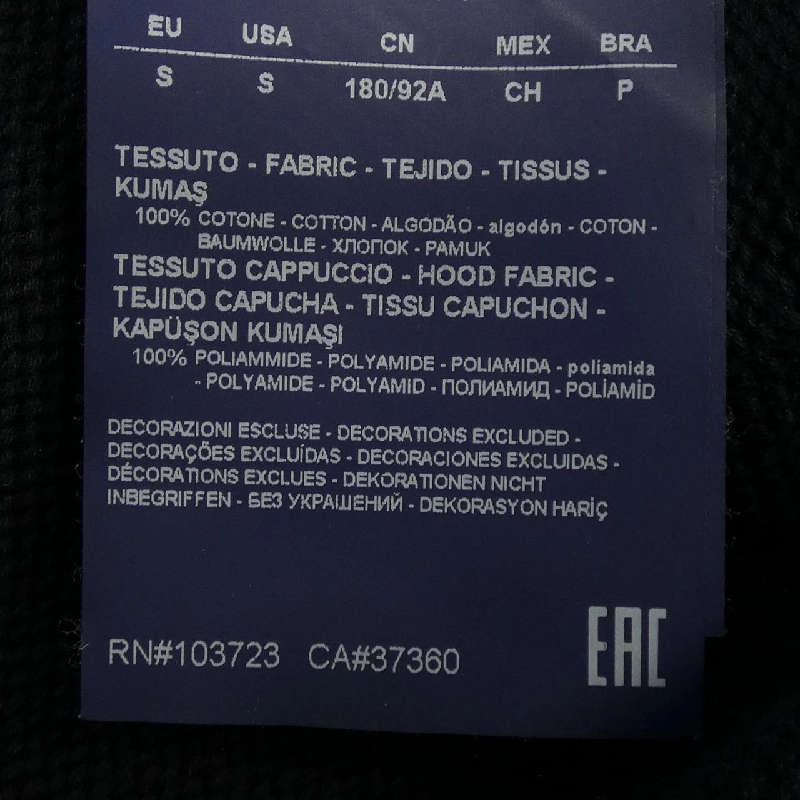 EU USA CN MEX BRA
S S 180/92A CH P
TESSUTO - FABRIC - TEJIDO - TISSUS -
KUMAŞ
100% COTONE - COTTON - ALGODÃO - algodón - COTON -
BAUMWOLLE - ХЛОПОК - PAMUK
TESSUTO CAPPUCCIO - HOOD FABRIC -
TEJIDO CAPUCHA - TISSU CAPUCHON -
KAPÜŞON KUMAŞI
100% POLIAMMIDE - POLYAMIDE - POLIAMIDA - poliamida
- POLYAMIDE - POLYAMID - ПОЛИАМИД - POLİAMİD
DECORAZIONI ESCLUSE - DECORATIONS EXCLUDED -
DECORAÇÕES EXCLUÍDAS - DECORACIONES EXCLUIDAS -
DÉCORATIONS EXCLUES - DEKORATIONEN NICHT
INBEGRIFFEN - БЕЗ УКРАШЕНИЙ - DEKORASYON HARİÇ
RN#103723 CA#37360
EAC